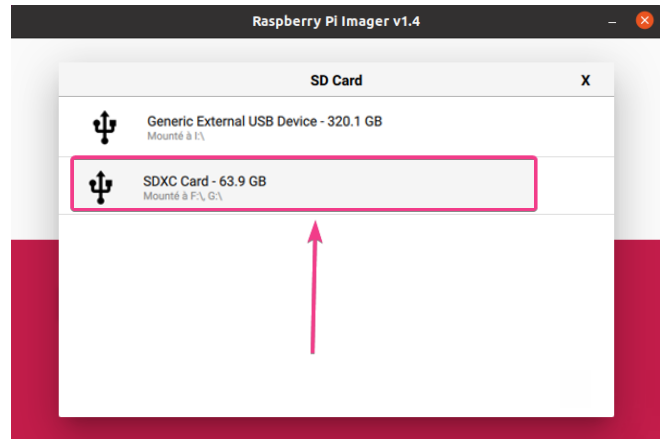 Raspberry Pi Imager v1.4
SD Card X
Generic External USB Device - 320.1 GB
Mounté à I:\
SDXC Card - 63.9 GB
Mounté à F:\, G:\